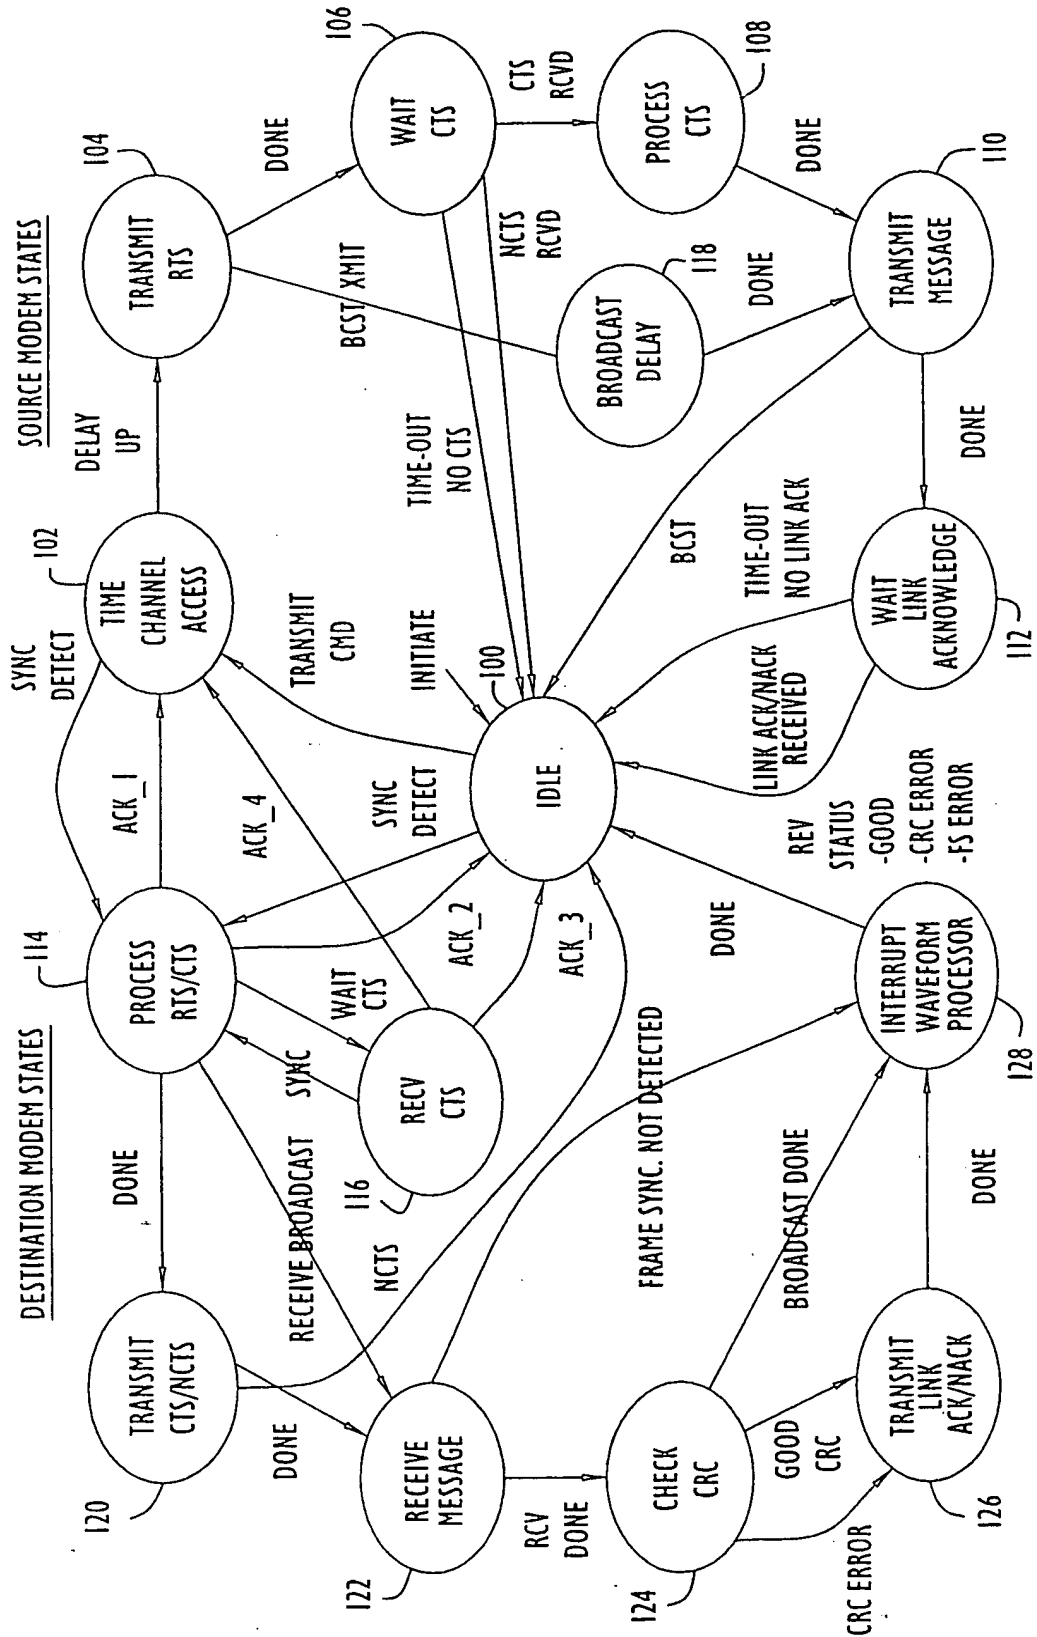 DESTINATION MODEM STATES
SOURCE MODEM STATES
120
TRANSMIT
CTS/NCTS
DONE
114
PROCESS
RTS/CTS
SYNC
DETECT
ACK_1
102
TIME
CHANNEL
ACCESS
DELAY
UP
104
TRANSMIT
RTS
DONE
106
WAIT
CTS
DONE
RECEIVE BROADCAST
NCTS
SYNC
WAIT
CTS
116
RECV
CTS
ACK_4
ACK_2
ACK_3
SYNC
DETECT
TRANSMIT
CMD
INITIATE
100
IDLE
TIME-OUT
NO CTS
BCST XMIT
NCTS
RCVD
CTS
RCVD
122
RECEIVE
MESSAGE
RCV
DONE
FRAME SYNC. NOT DETECTED
118
BROADCAST
DELAY
DONE
108
PROCESS
CTS
DONE
124
CHECK
CRC
GOOD
CRC
CRC ERROR
BROADCAST DONE
DONE
LINK ACK/NACK
RECEIVED
TIME-OUT
NO LINK ACK
BCST
REV
STATUS
-GOOD
-CRC ERROR
-FS ERROR
126
TRANSMIT
LINK
ACK/NACK
DONE
128
INTERRUPT
WAVEFORM
PROCESSOR
112
WAIT
LINK
ACKNOWLEDGE
DONE
110
TRANSMIT
MESSAGE